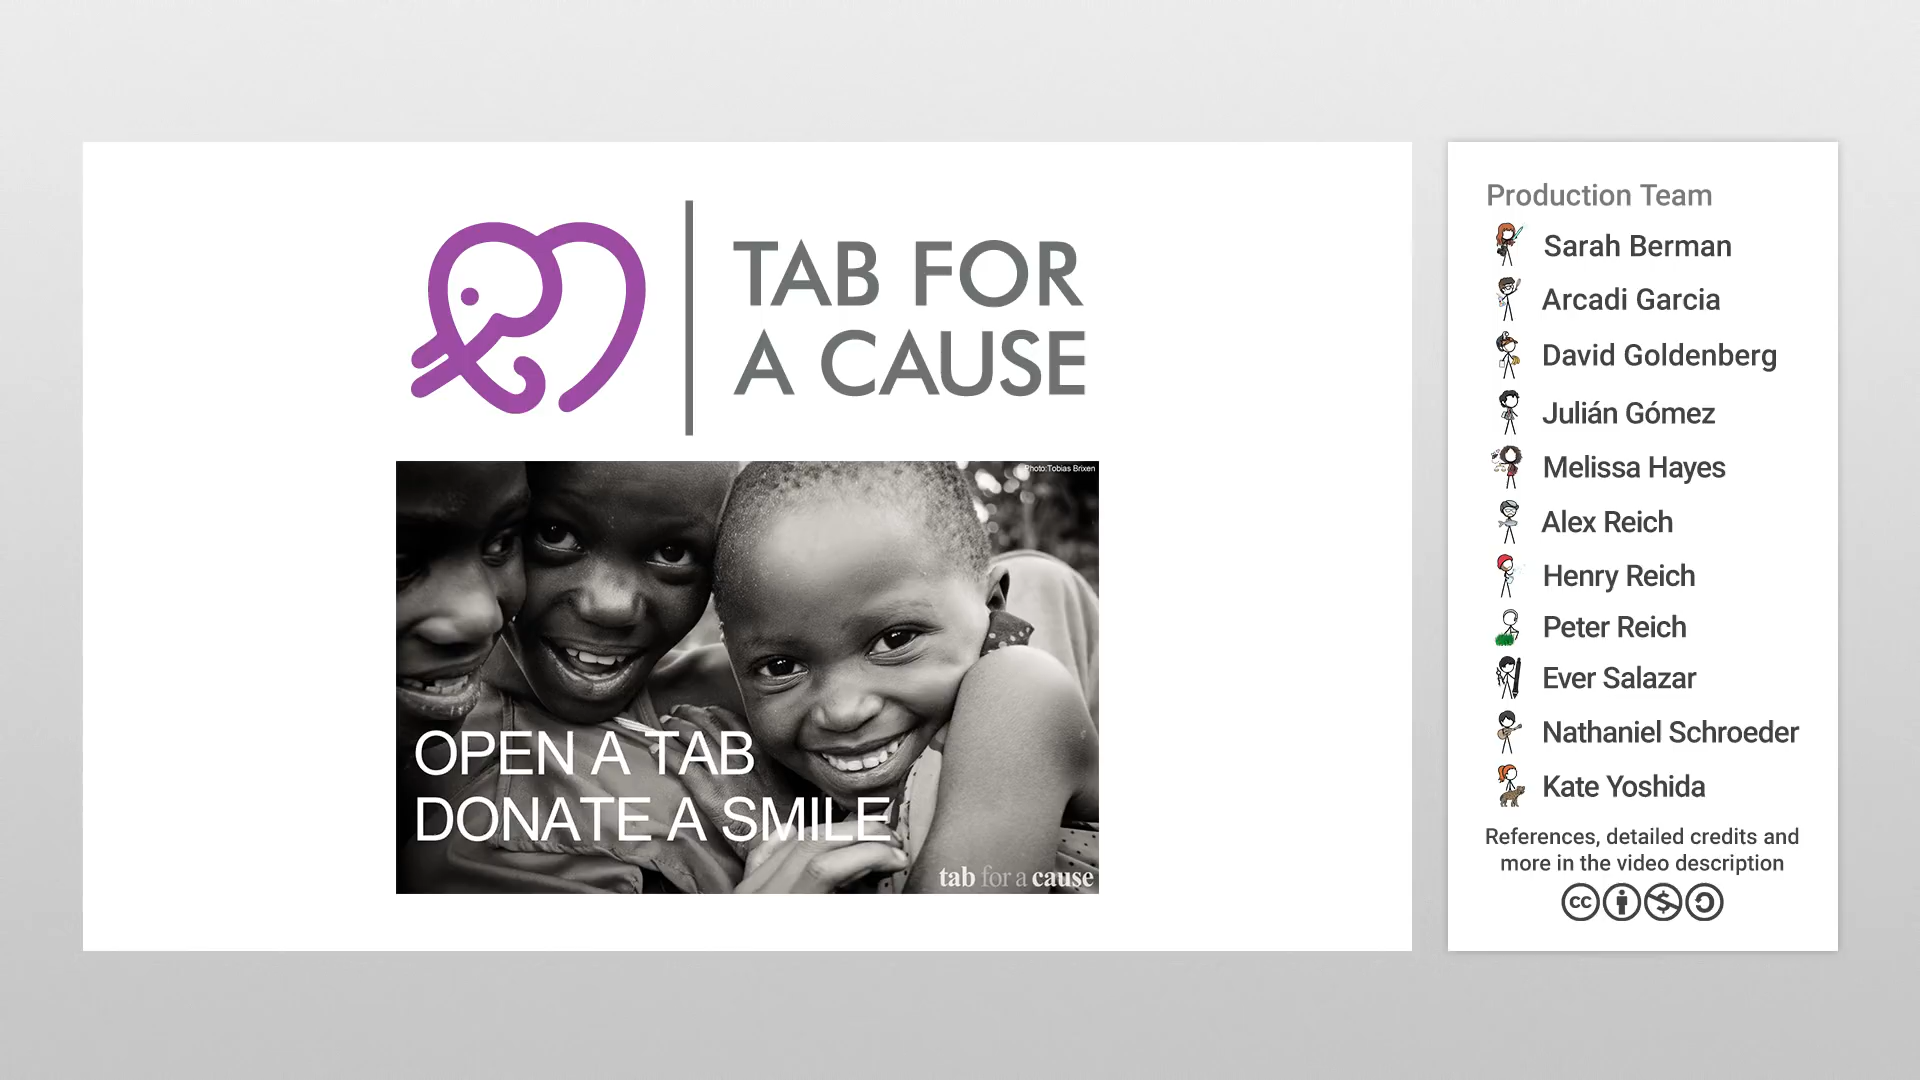 TAB FOR
A CAUSE
Photo:Tobias Brixen
OPEN A TAB
DONATE A SMILE
tab for a cause
Production Team
Sarah Berman
Arcadi Garcia
David Goldenberg
Julián Gómez
Melissa Hayes
Alex Reich
Henry Reich
Peter Reich
Ever Salazar
Nathaniel Schroeder
Kate Yoshida
References, detailed credits and
more in the video description
cc